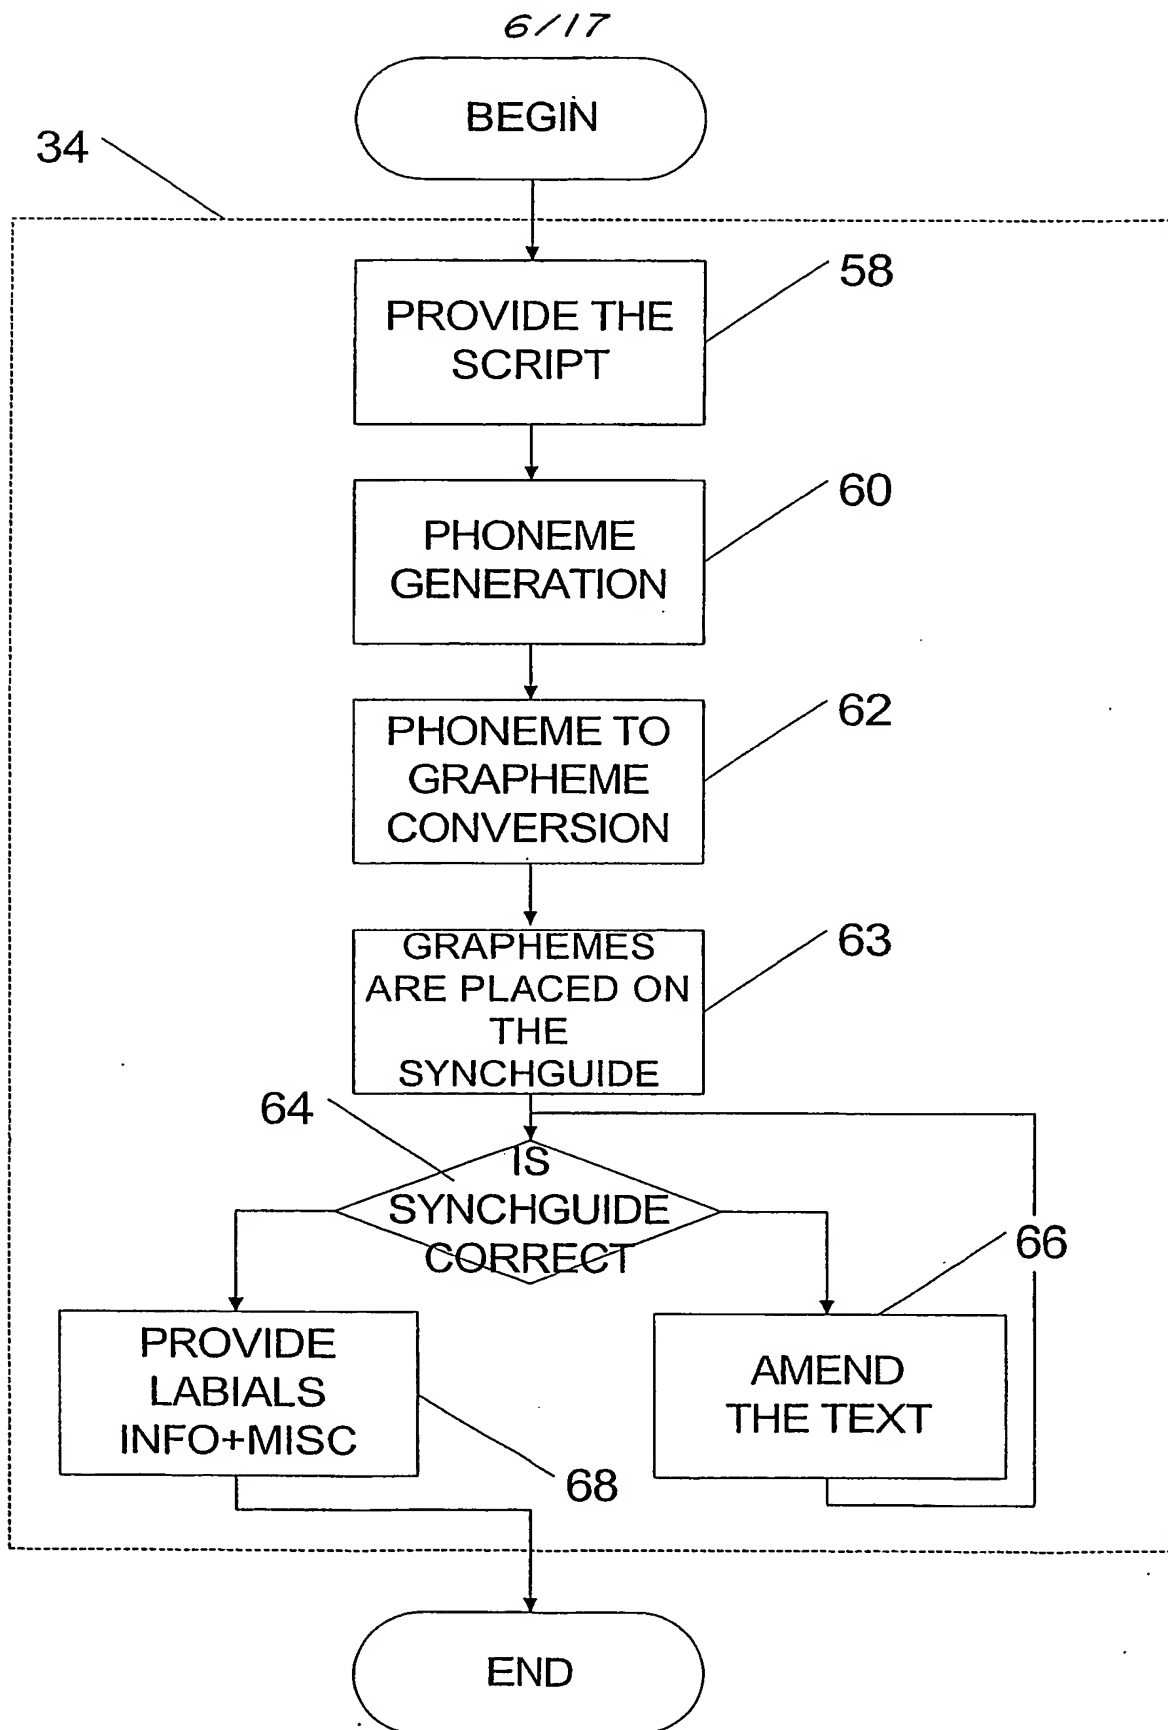 6/17
BEGIN
34
PROVIDE THE
SCRIPT
58
PHONEME
GENERATION
60
PHONEME TO
GRAPHEME
CONVERSION
62
GRAPHEMES
ARE PLACED ON
THE
SYNCHGUIDE
63
64
IS
SYNCHGUIDE
CORRECT
66
PROVIDE
LABIALS
INFO+MISC
68
AMEND
THE TEXT
END